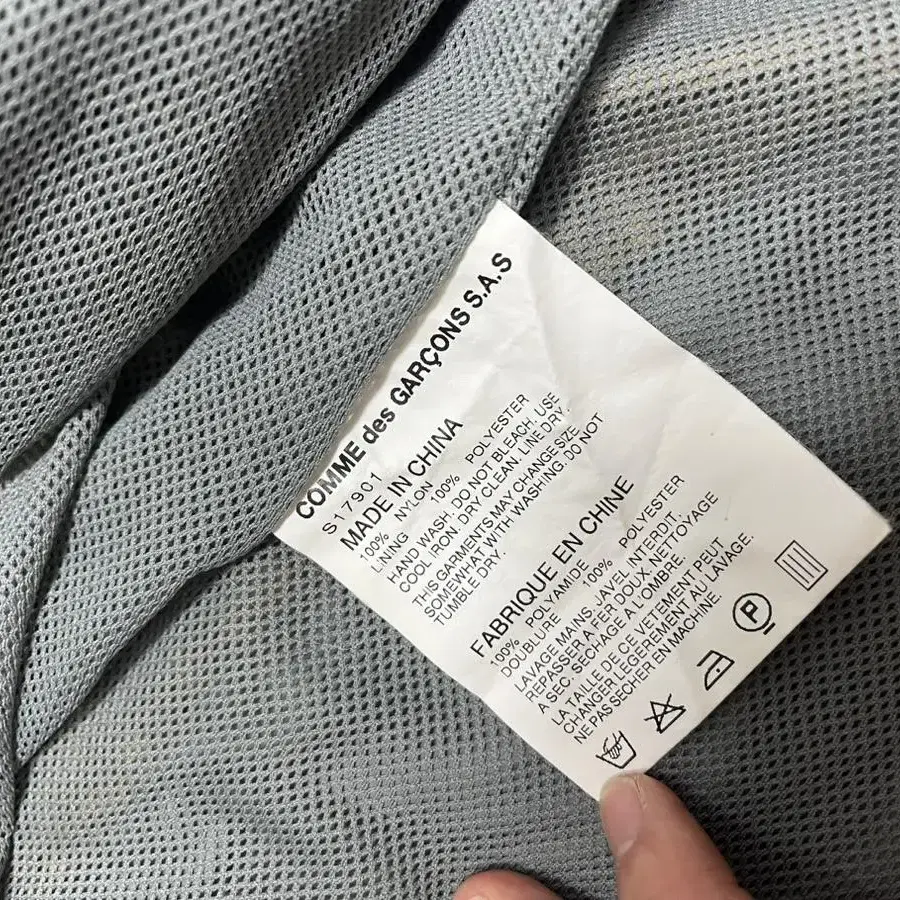 COMME des GARÇONS S.A.S
S17901
MADE IN CHINA
100% NYLON
LINING 100% POLYESTER
HAND WASH. DO NOT BLEACH. USE
COOL IRON. DRY CLEAN. LINE DRY.
THIS GARMENTS MAY CHANGE SIZE
SOMEWHAT WITH WASHING. DO NOT
TUMBLE DRY.
FABRIQUE EN CHINE
100% POLYAMIDE
DOUBLURE 100% POLYESTER
LAVAGE MAINS. JAVEL INTERDIT.
REPASSER A FER DOUX. NETTOYAGE
A SEC. SECHAGE A L'OMBRE.
LA TAILLE DE CE VETEMENT PEUT
CHANGER LEGEREMENT AU LAVAGE.
NE PAS SECHER EN MACHINE.
P